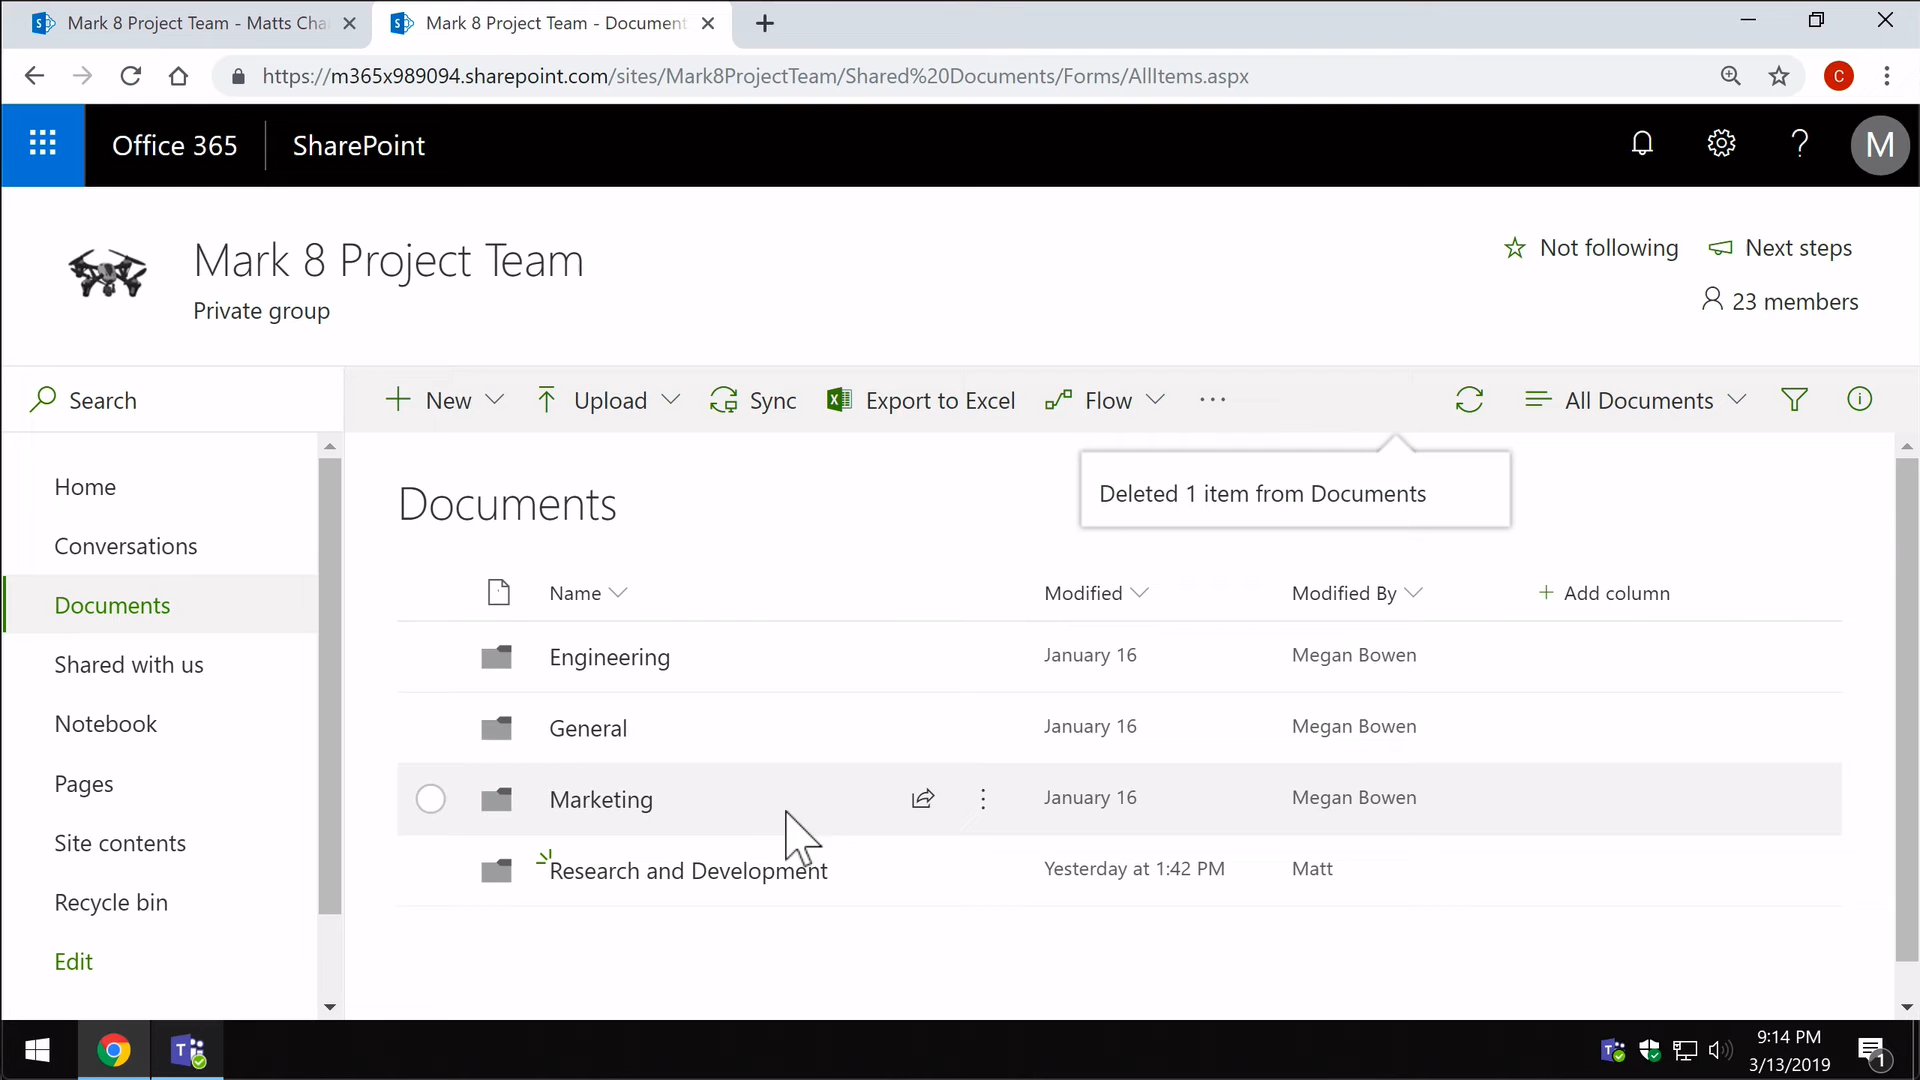 Mark 8 Project Team - Matts Cha
Mark 8 Project Team - Document
https://m365x989094.sharepoint.com/sites/Mark8ProjectTeam/Shared%20Documents/Forms/AllItems.aspx
C
Office 365
SharePoint
?
M
Mark 8 Project Team
Private group
Not following
Next steps
23 members
Search
New
Upload
Sync
Export to Excel
Flow
All Documents
Home
Conversations
Documents
Shared with us
Notebook
Pages
Site contents
Recycle bin
Edit
Documents
Deleted 1 item from Documents
Name
Modified
Modified By
Add column
Engineering
January 16
Megan Bowen
General
January 16
Megan Bowen
Marketing
January 16
Megan Bowen
Research and Development
Yesterday at 1:42 PM
Matt
9:14 PM
3/13/2019
1